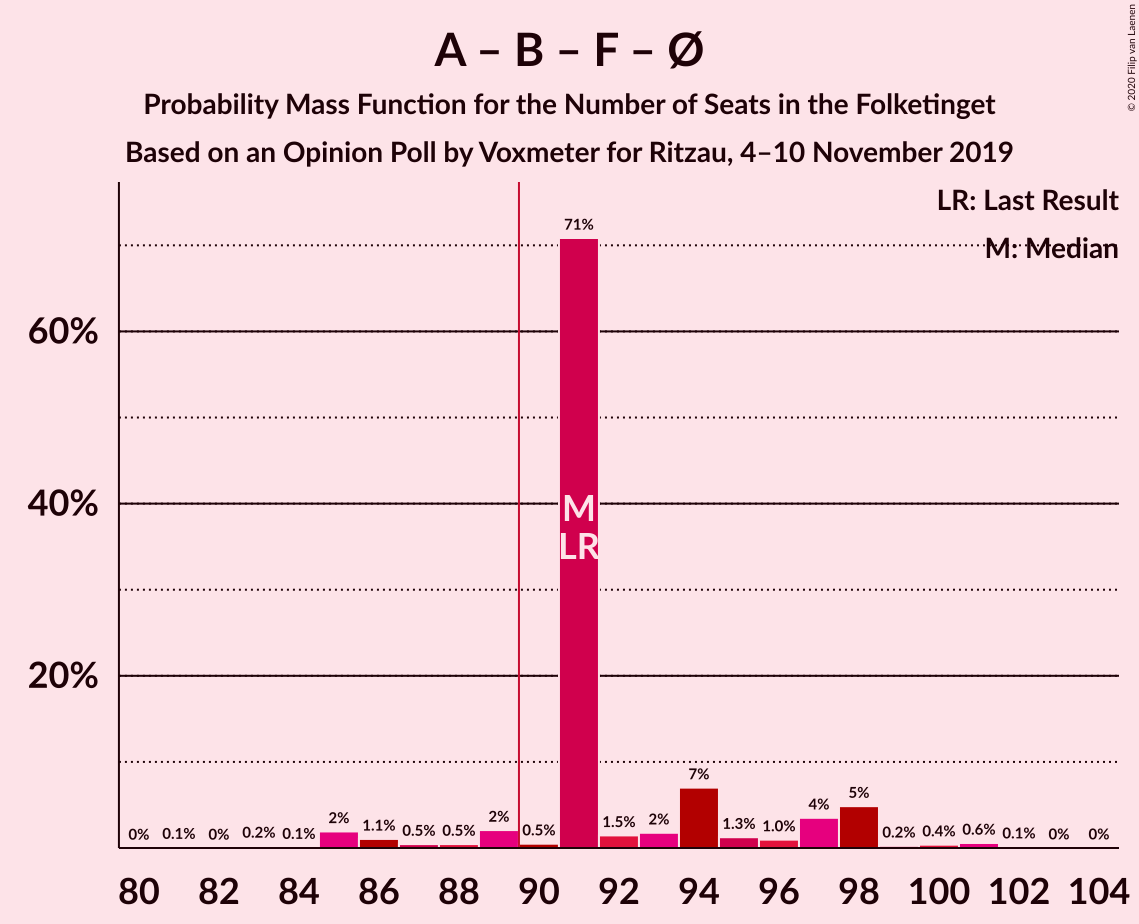 A – B – F – Ø
Probability Mass Function for the Number of Seats in the Folketinget
Based on an Opinion Poll by Voxmeter for Ritzau, 4–10 November 2019
© 2020 Filip van Laenen
LR: Last Result
M: Median
60%
40%
20%
0% 0.1% 0% 0.2% 0.1% 2% 1.1% 0.5% 0.5% 2% 0.5% 71% 1.5% 2% 7% 1.3% 1.0% 4% 5% 0.2% 0.4% 0.6% 0.1% 0% 0%
M
LR
80 82 84 86 88 90 92 94 96 98 100 102 104